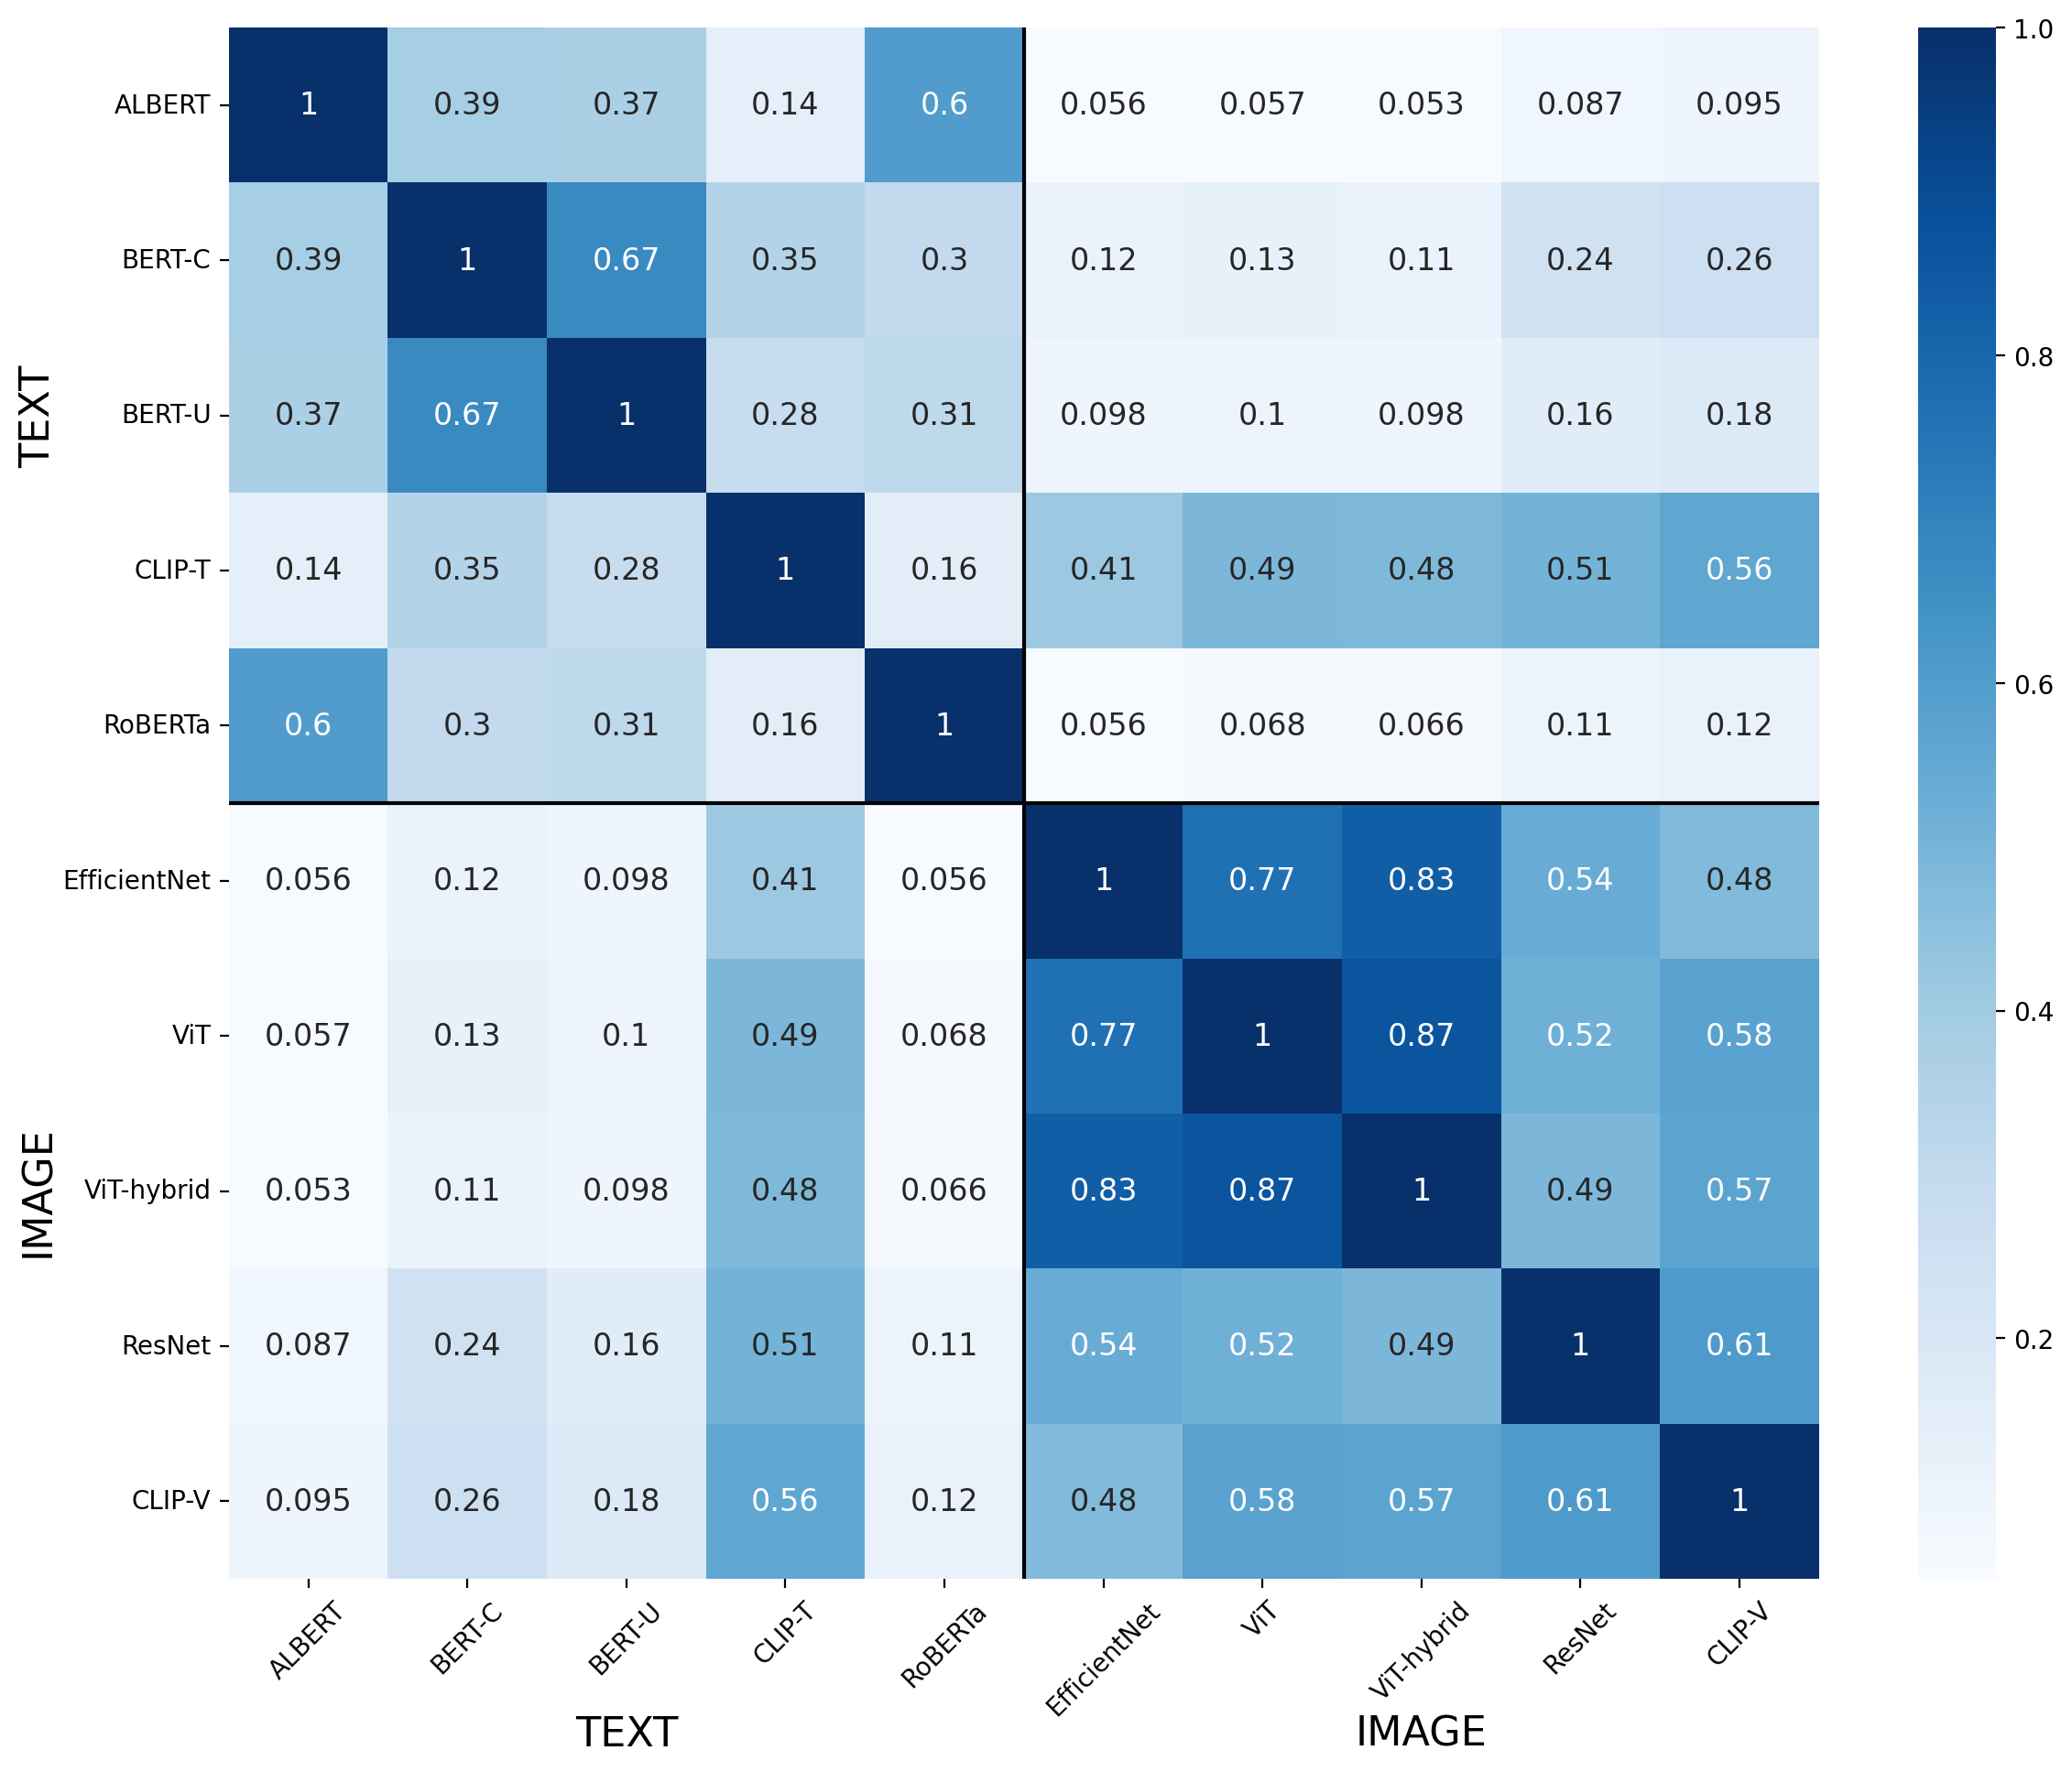 ALBERT 1 0.39 0.37 0.14 0.6 0.056 0.057 0.053 0.087 0.095
BERT-C 0.39 1 0.67 0.35 0.3 0.12 0.13 0.11 0.24 0.26
BERT-U 0.37 0.67 1 0.28 0.31 0.098 0.1 0.098 0.16 0.18
CLIP-T 0.14 0.35 0.28 1 0.16 0.41 0.49 0.48 0.51 0.56
RoBERTa 0.6 0.3 0.31 0.16 1 0.056 0.068 0.066 0.11 0.12
EfficientNet 0.056 0.12 0.098 0.41 0.056 1 0.77 0.83 0.54 0.48
ViT 0.057 0.13 0.1 0.49 0.068 0.77 1 0.87 0.52 0.58
ViT-hybrid 0.053 0.11 0.098 0.48 0.066 0.83 0.87 1 0.49 0.57
ResNet 0.087 0.24 0.16 0.51 0.11 0.54 0.52 0.49 1 0.61
CLIP-V 0.095 0.26 0.18 0.56 0.12 0.48 0.58 0.57 0.61 1
TEXT
IMAGE
ALBERT BERT-C BERT-U CLIP-T RoBERTa EfficientNet ViT ViT-hybrid ResNet CLIP-V
TEXT IMAGE
1.0
0.8
0.6
0.4
0.2